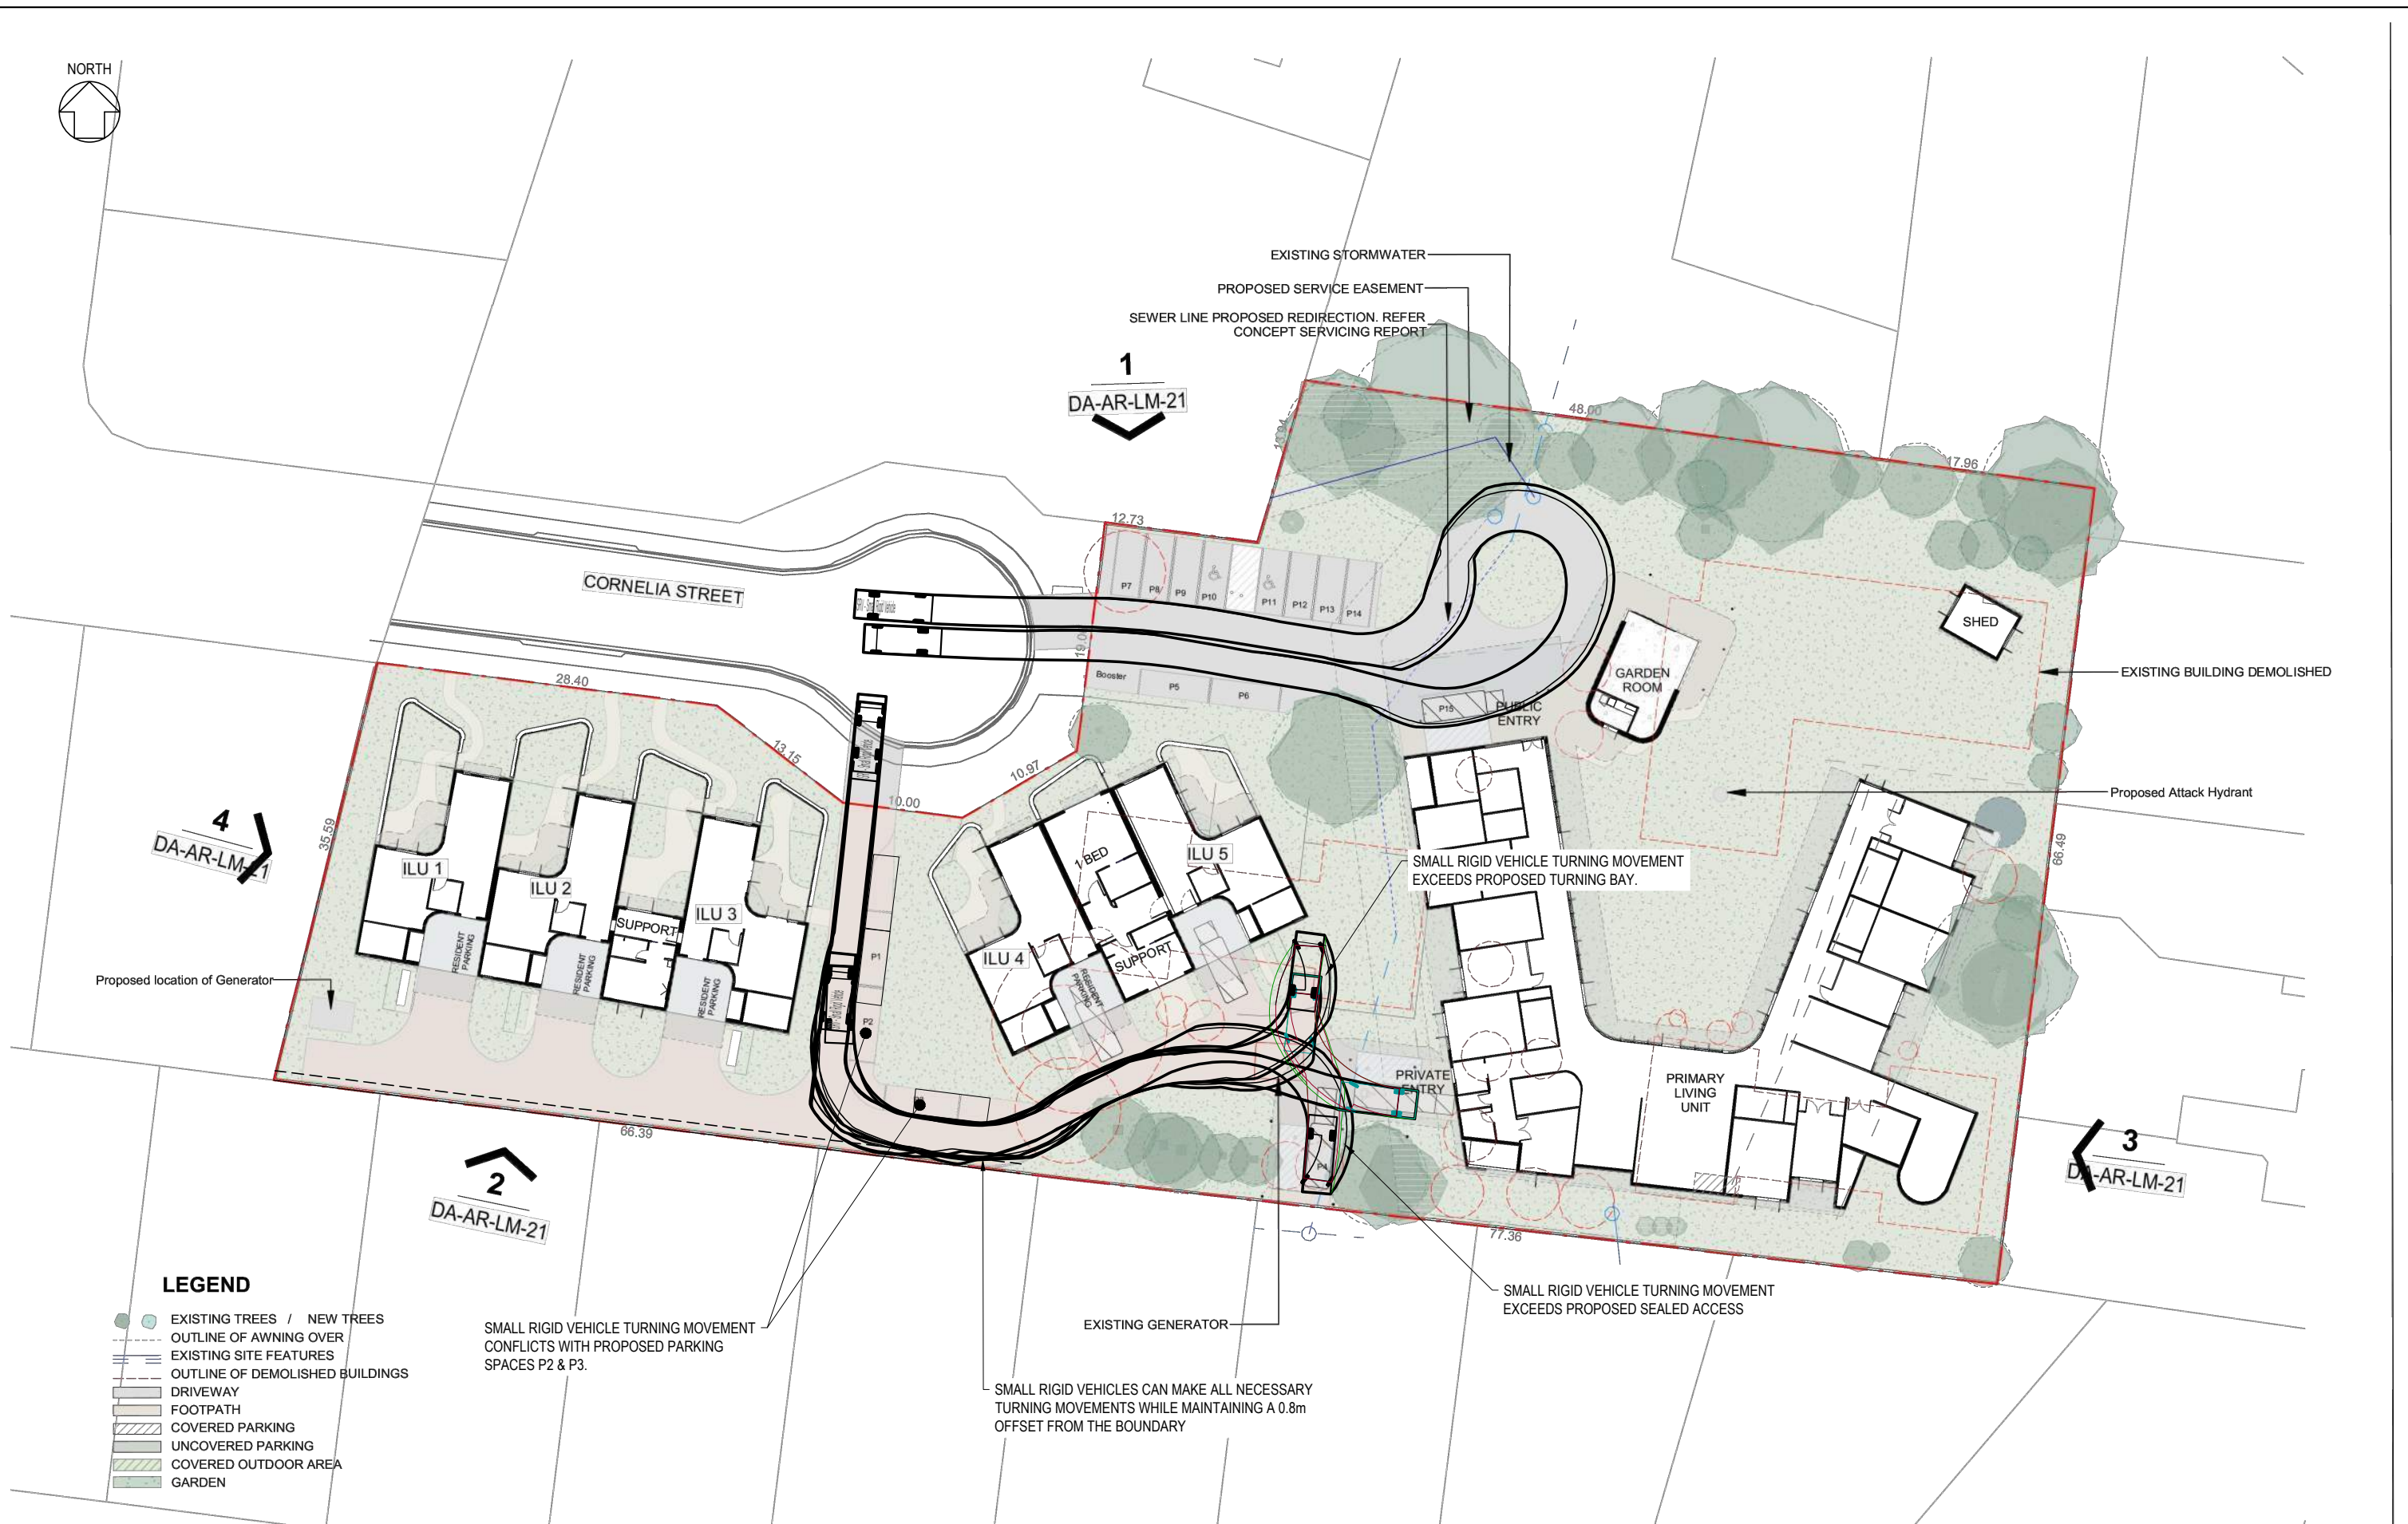 NORTH
EXISTING STORMWATER
PROPOSED SERVICE EASEMENT
SEWER LINE PROPOSED REDIRECTION. REFER
CONCEPT SERVICING REPORT
1
DA-AR-LM-21
48.00
17.96
12.73
CORNELIA STREET
P7
P8
P9
P10
P11
P12
P13
P14
SHED
EXISTING BUILDING DEMOLISHED
GARDEN
ROOM
Booster
P5
P6
P15
PUBLIC
ENTRY
28.40
13.15
10.97
10.00
Proposed Attack Hydrant
4
DA-AR-LM-21
35.59
66.49
ILU 1
ILU 2
SUPPORT
ILU 3
1 BED
ILU 5
ILU 4
SUPPORT
RESIDENT
PARKING
RESIDENT
PARKING
RESIDENT
PARKING
RESIDENT
PARKING
P1
P2
SMALL RIGID VEHICLE TURNING MOVEMENT
EXCEEDS PROPOSED TURNING BAY.
Proposed location of Generator
PRIVATE
ENTRY
PRIMARY
LIVING
UNIT
P4
66.39
2
DA-AR-LM-21
3
DA-AR-LM-21
77.36
LEGEND
EXISTING TREES / NEW TREES
OUTLINE OF AWNING OVER
EXISTING SITE FEATURES
OUTLINE OF DEMOLISHED BUILDINGS
DRIVEWAY
FOOTPATH
COVERED PARKING
UNCOVERED PARKING
COVERED OUTDOOR AREA
GARDEN
SMALL RIGID VEHICLE TURNING MOVEMENT
CONFLICTS WITH PROPOSED PARKING
SPACES P2 & P3.
SMALL RIGID VEHICLES CAN MAKE ALL NECESSARY
TURNING MOVEMENTS WHILE MAINTAINING A 0.8m
OFFSET FROM THE BOUNDARY
EXISTING GENERATOR
SMALL RIGID VEHICLE TURNING MOVEMENT
EXCEEDS PROPOSED SEALED ACCESS